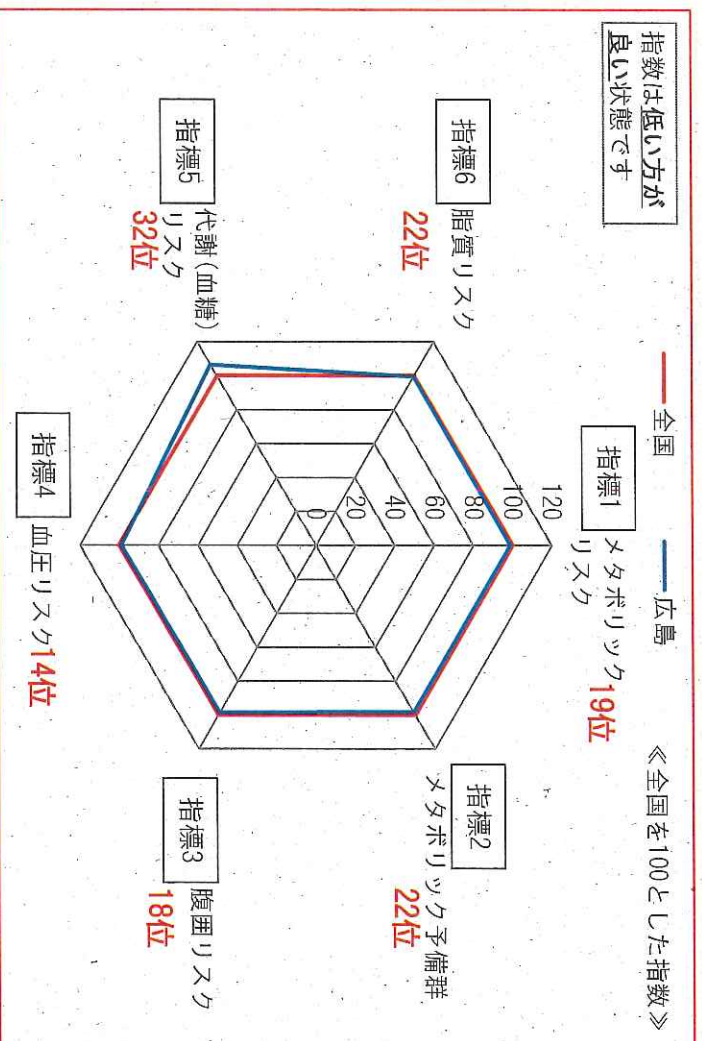 指数は低い方が
良い状態です
全国
広島
≪全国を100とした指数≫
指標1
メタボリック
リスク
19位
指標2
メタボリック予備群
22位
指標3
腹囲リスク
18位
指標4
血圧リスク
14位
指標5
代謝(血糖)
リスク
32位
指標6
脂質リスク
22位
120
100
80
60
40
20
0